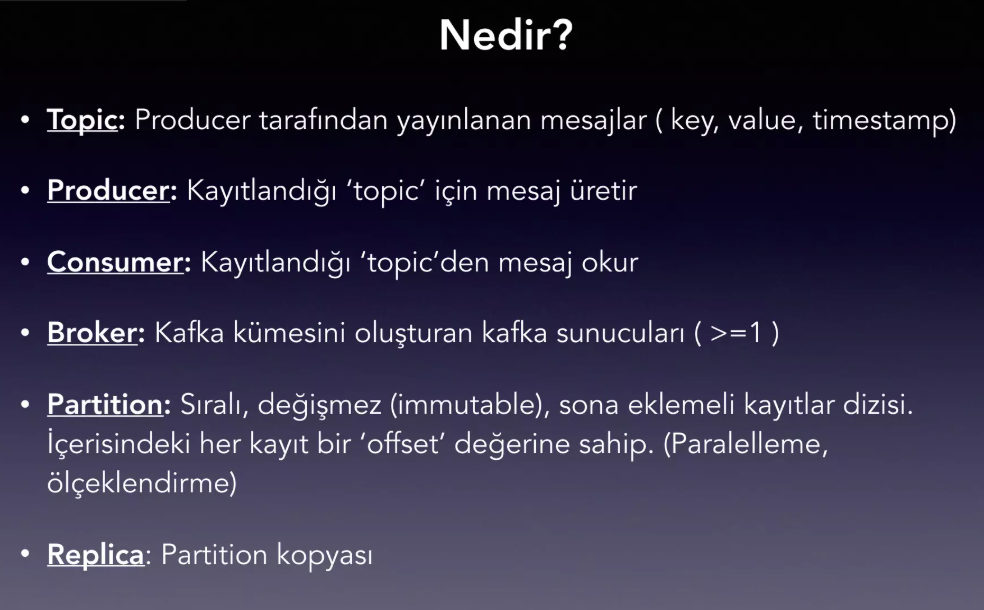 Nedir?
• Topic: Producer tarafından yayınlanan mesajlar ( key, value, timestamp)
• Producer: Kayıtlandığı ‘topic’ için mesaj üretir
• Consumer: Kayıtlandığı ‘topic’den mesaj okur
• Broker: Kafka kümesini oluşturan kafka sunucuları ( >=1 )
• Partition: Sıralı, değişmez (immutable), sona eklemeli kayıtlar dizisi.
İçerisindeki her kayıt bir ‘offset’ değerine sahip. (Paralelleme,
ölçeklendirme)
• Replica: Partition kopyası